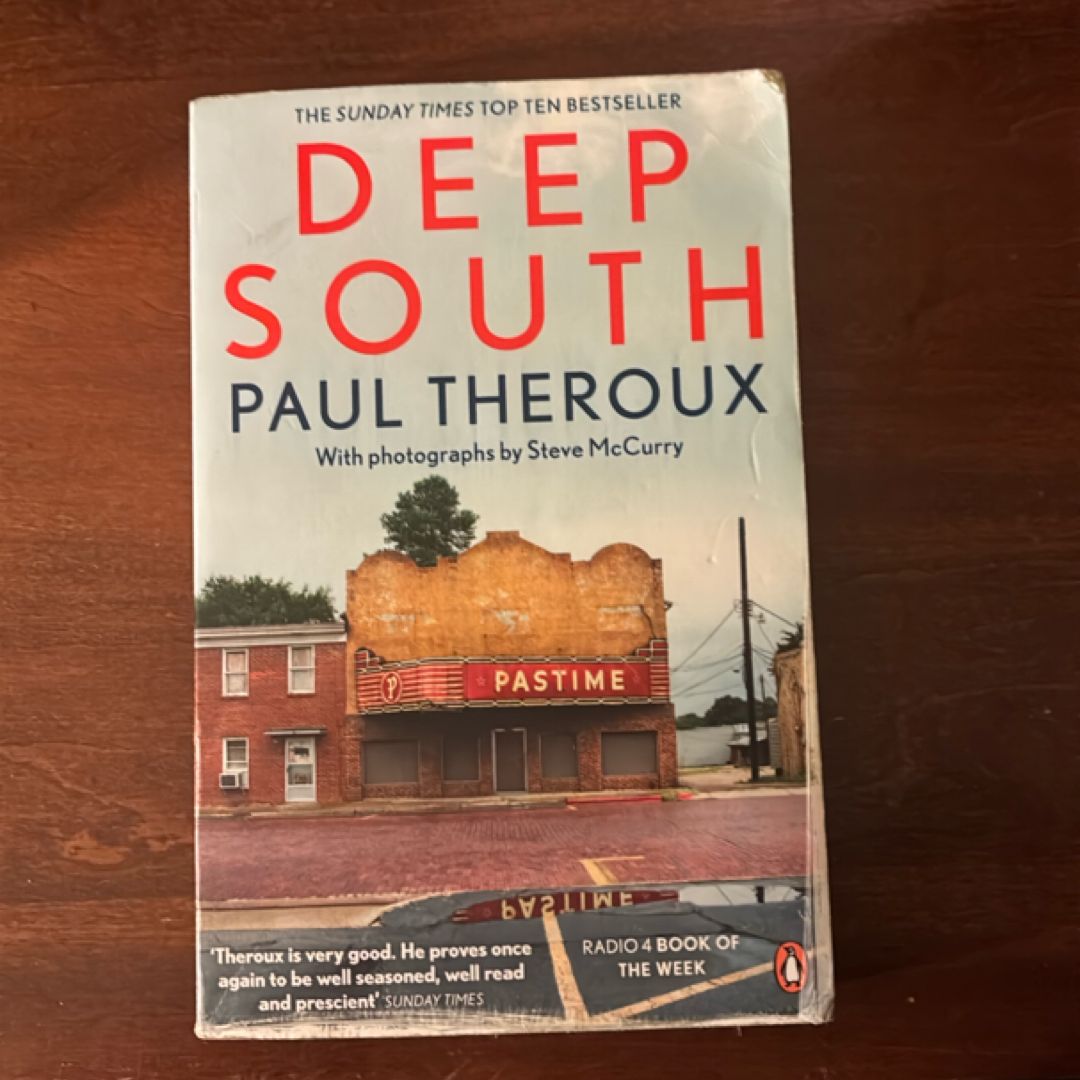 THE SUNDAY TIMES TOP TEN BESTSELLER
DEEP
SOUTH
PAUL THEROUX
With photographs by Steve McCurry
P
PASTIME
PASTIME
'Theroux is very good. He proves once
again to be well seasoned, well read
and prescient' SUNDAY TIMES
RADIO 4 BOOK OF
THE WEEK